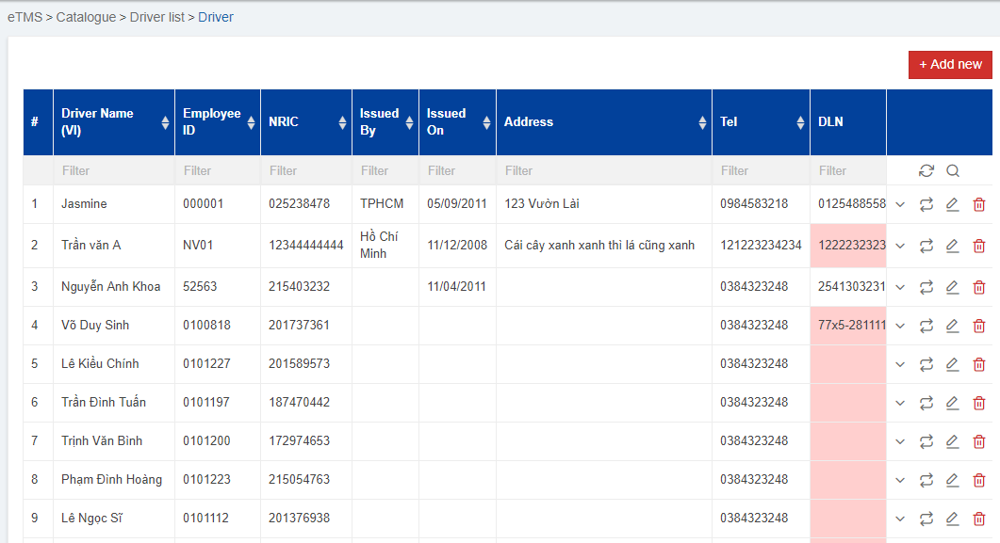 eTMS > Catalogue > Driver list > Driver
+ Add new
# Driver Name (VI) Employee ID NRIC Issued By Issued On Address Tel DLN
Filter Filter Filter Filter Filter Filter Filter Filter
1 Jasmine 000001 025238478 TPHCM 05/09/2011 123 Vườn Lài 0984583218 0125488558
2 Trần văn A NV01 12344444444 Hồ Chí Minh 11/12/2008 Cái cây xanh xanh thì lá cũng xanh 121223234234 1222232323
3 Nguyễn Anh Khoa 52563 215403232 11/04/2011 0384323248 2541303231
4 Võ Duy Sinh 0100818 201737361 0384323248 77x5-281111
5 Lê Kiều Chính 0101227 201589573 0384323248
6 Trần Đình Tuấn 0101197 187470442 0384323248
7 Trịnh Văn Bình 0101200 172974653 0384323248
8 Phạm Đình Hoàng 0101223 215054763 0384323248
9 Lê Ngọc Sĩ 0101112 201376938 0384323248